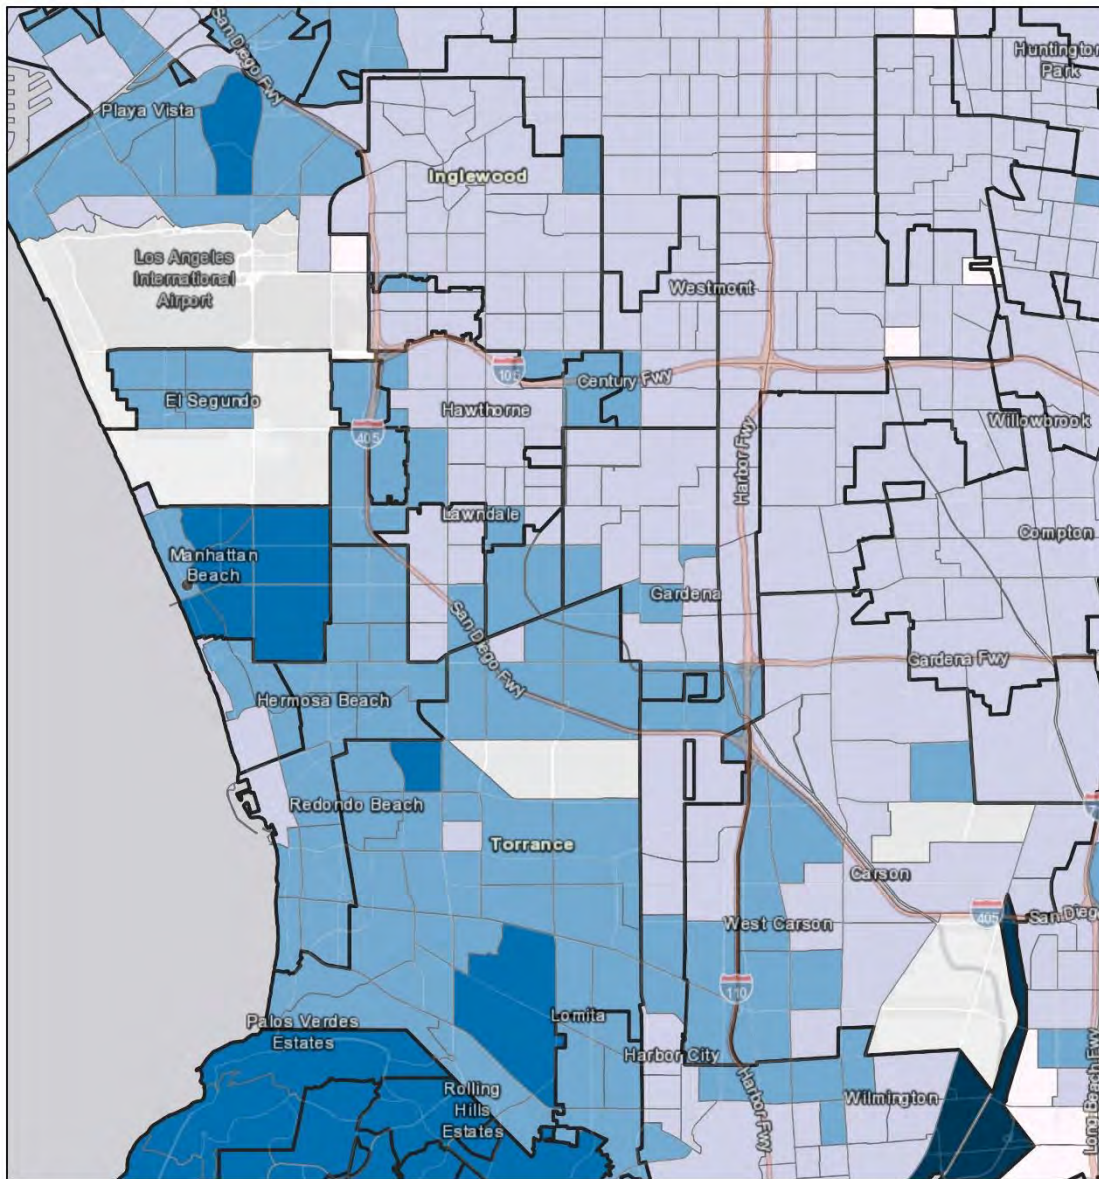 San Diego Fwy
Huntington
Park
Playa Vista
Inglewood
Los Angeles
International
Airport
Westmont
105
Century Fwy
El Segundo
Hawthorne
405
Harbor Fwy
Willowbrook
Lawndale
Compton
Manhattan
Beach
Gardena
San Diego Fwy
Gardena Fwy
Hermosa Beach
Redondo Beach
Torrance
Carson
405
San Dieg
West Carson
110
Lomita
Palos Verdes
Estates
Harbor City
Rolling
Hills
Estates
Harbor Fwy
Wilmington
Long Beach Fwy